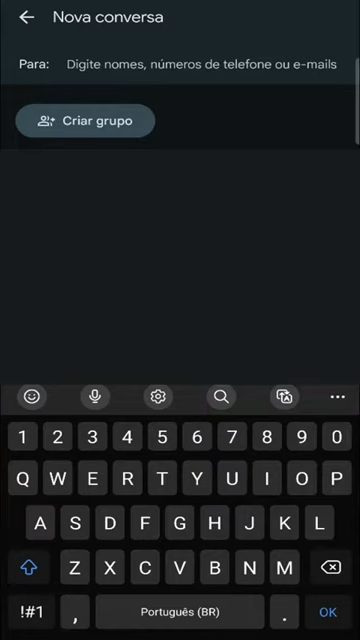 Nova conversa
Para: Digite nomes, números de telefone ou e-mails
Criar grupo
1 2 3 4 5 6 7 8 9 0
Q W E R T Y U I O P
A S D F G H J K L
Z X C V B N M
!#1 , Português (BR) . OK